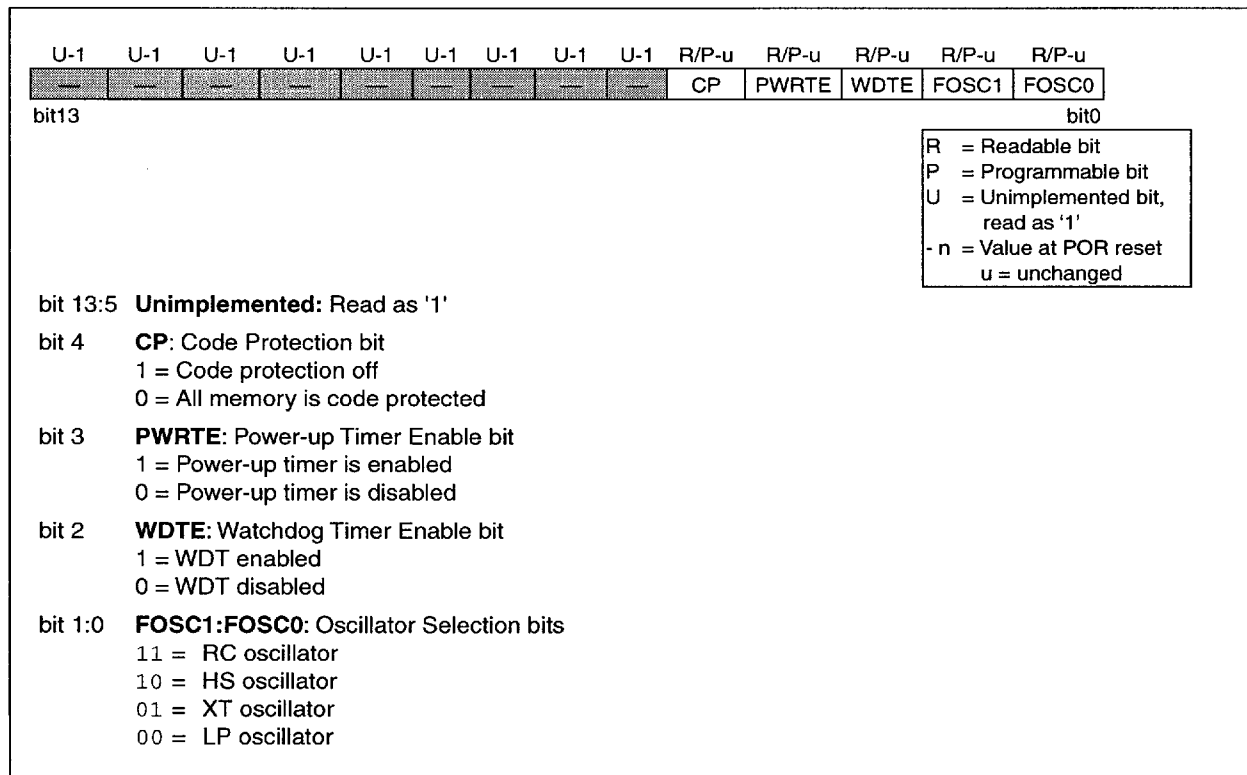 U-1 U-1 U-1 U-1 U-1 U-1 U-1 U-1 U-1 R/P-u R/P-u R/P-u R/P-u R/P-u
— — — — — — — — — CP PWRTE WDTE FOSC1 FOSC0
bit13 bit0
R = Readable bit
P = Programmable bit
U = Unimplemented bit,
read as '1'
- n = Value at POR reset
u = unchanged
bit 13:5 Unimplemented: Read as '1'
bit 4 CP: Code Protection bit
1 = Code protection off
0 = All memory is code protected
bit 3 PWRTE: Power-up Timer Enable bit
1 = Power-up timer is enabled
0 = Power-up timer is disabled
bit 2 WDTE: Watchdog Timer Enable bit
1 = WDT enabled
0 = WDT disabled
bit 1:0 FOSC1:FOSC0: Oscillator Selection bits
11 = RC oscillator
10 = HS oscillator
01 = XT oscillator
00 = LP oscillator